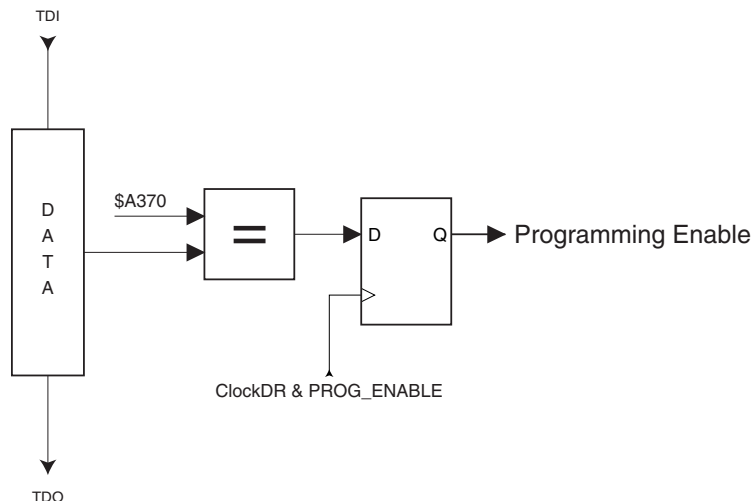 TDI
D
A
T
A
$A370
=
D Q
Programming Enable
ClockDR & PROG_ENABLE
TDO